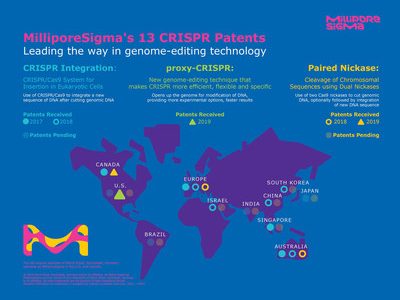 MilliporeSigma's 13 CRISPR Patents
Leading the way in genome-editing technology
MilliPORE
SigMa
CRISPR Integration:
CRISPR/Cas9 System for
Insertion in Eukaryotic Cells
Use of CRISPR/Cas9 to integrate a new
sequence of DNA after cutting genomic DNA
Patents Received
2017 2018
Patents Pending
proxy-CRISPR:
New genome-editing technique that
makes CRISPR more efficient, flexible and specific
Opens up the genome for modification of DNA,
providing more experimental options, faster results
Patents Received
2019
Paired Nickase:
Cleavage of Chromosomal
Sequences using Dual Nickases
Use of two Cas9 nickases to cut genomic
DNA, optionally followed by integration
of new DNA sequence
Patents Received
2018 2019
Patents Pending
CANADA
U.S.
BRAZIL
EUROPE
ISRAEL
INDIA
CHINA
SOUTH KOREA
JAPAN
SINGAPORE
AUSTRALIA